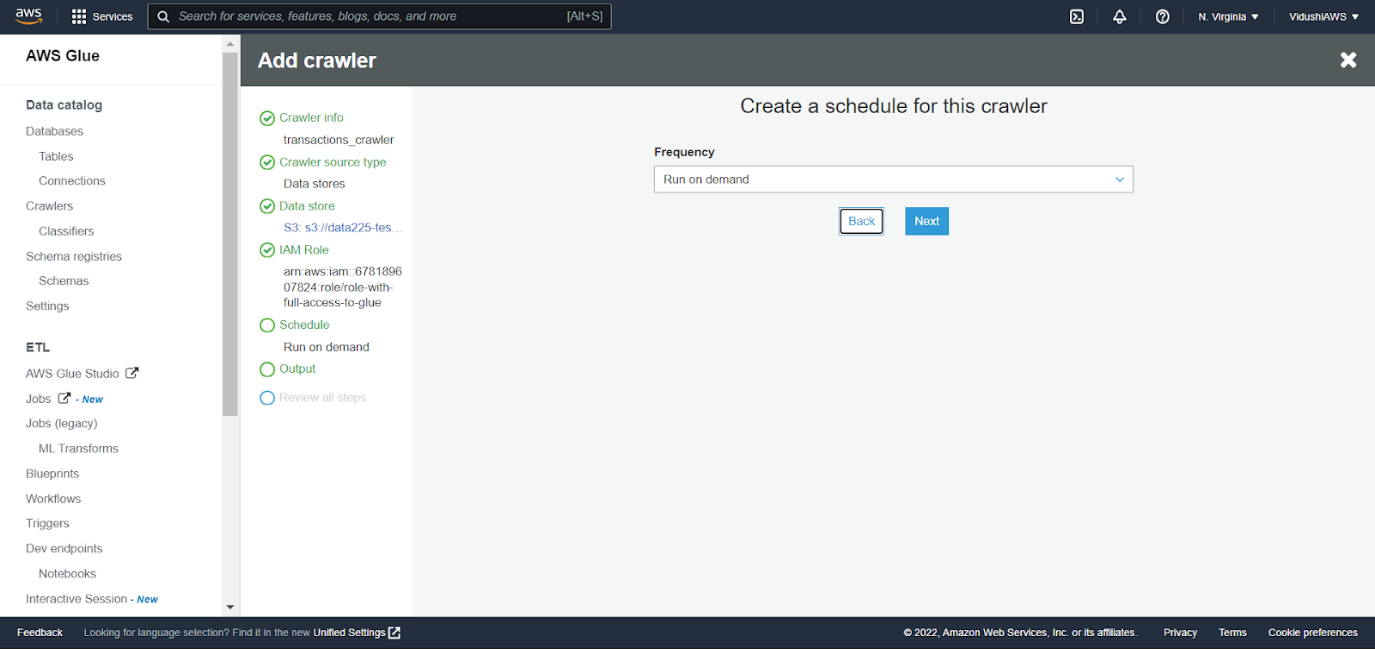 aws
Services
Search for services, features, blogs, docs, and more
[Alt+S]
N. Virginia
VidushiAWS
AWS Glue
Data catalog
Databases
Tables
Connections
Crawlers
Classifiers
Schema registries
Schemas
Settings
ETL
AWS Glue Studio
Jobs - New
Jobs (legacy)
ML Transforms
Blueprints
Workflows
Triggers
Dev endpoints
Notebooks
Interactive Session - New
Add crawler
Crawler info
transactions_crawler
Crawler source type
Data stores
Data store
S3: s3://data225-tes...
IAM Role
arn:aws:iam::6781896
07824:role/role-with-
full-access-to-glue
Schedule
Run on demand
Output
Review all steps
Create a schedule for this crawler
Frequency
Run on demand
Back
Next
Feedback
Looking for language selection? Find it in the new Unified Settings
© 2022, Amazon Web Services, Inc. or its affiliates.
Privacy
Terms
Cookie preferences